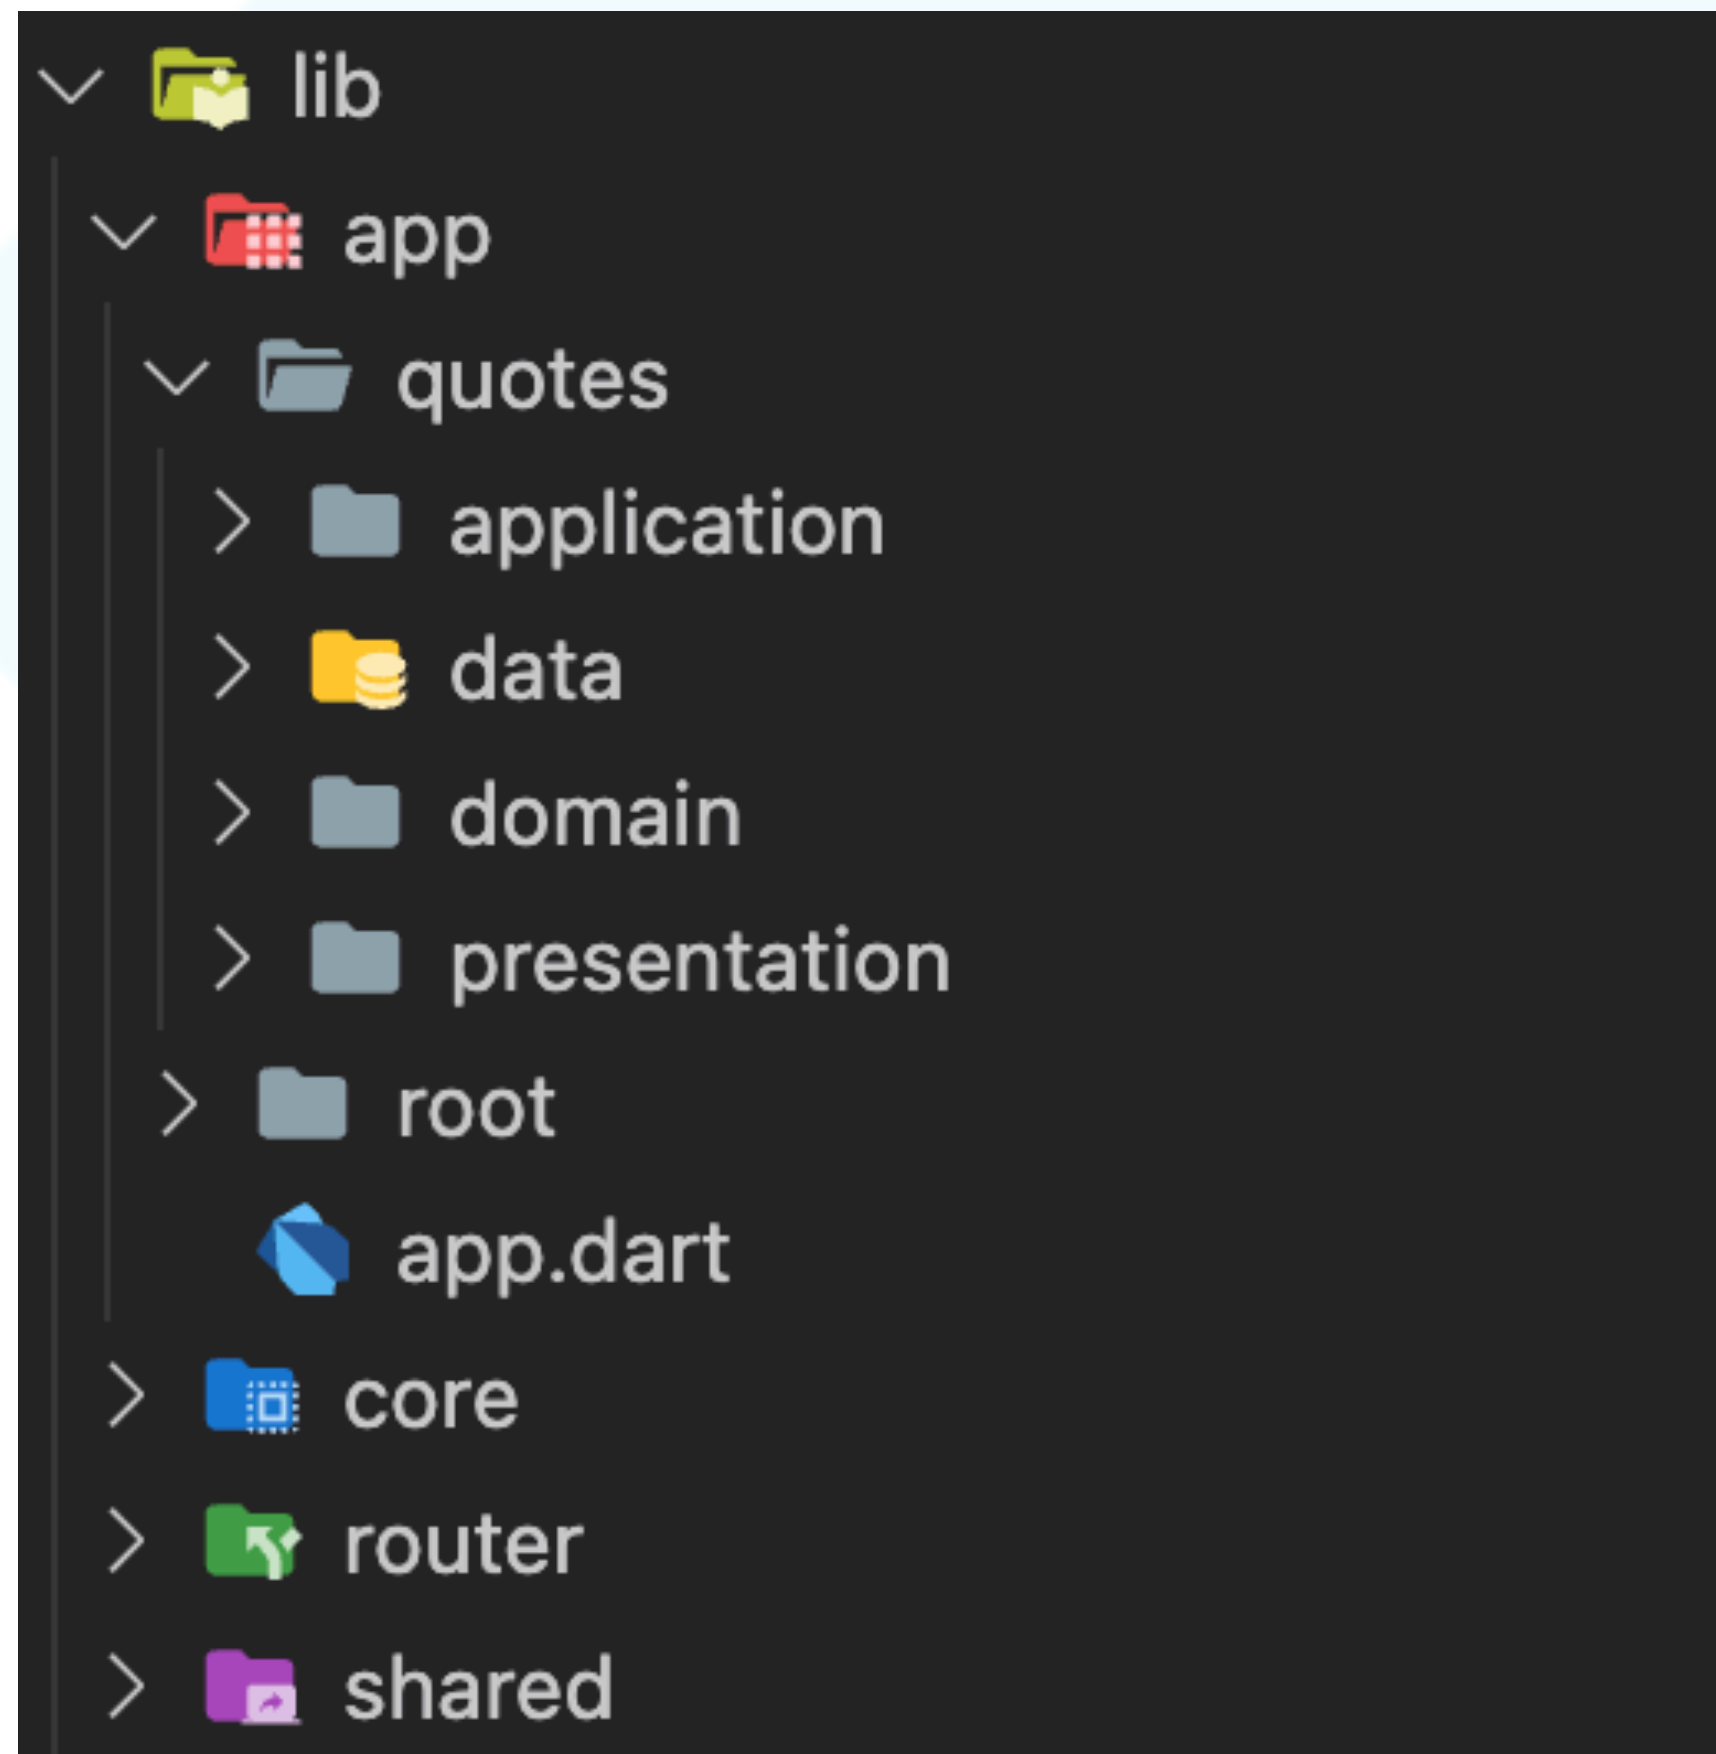 lib
app
quotes
application
data
domain
presentation
root
app.dart
core
router
shared